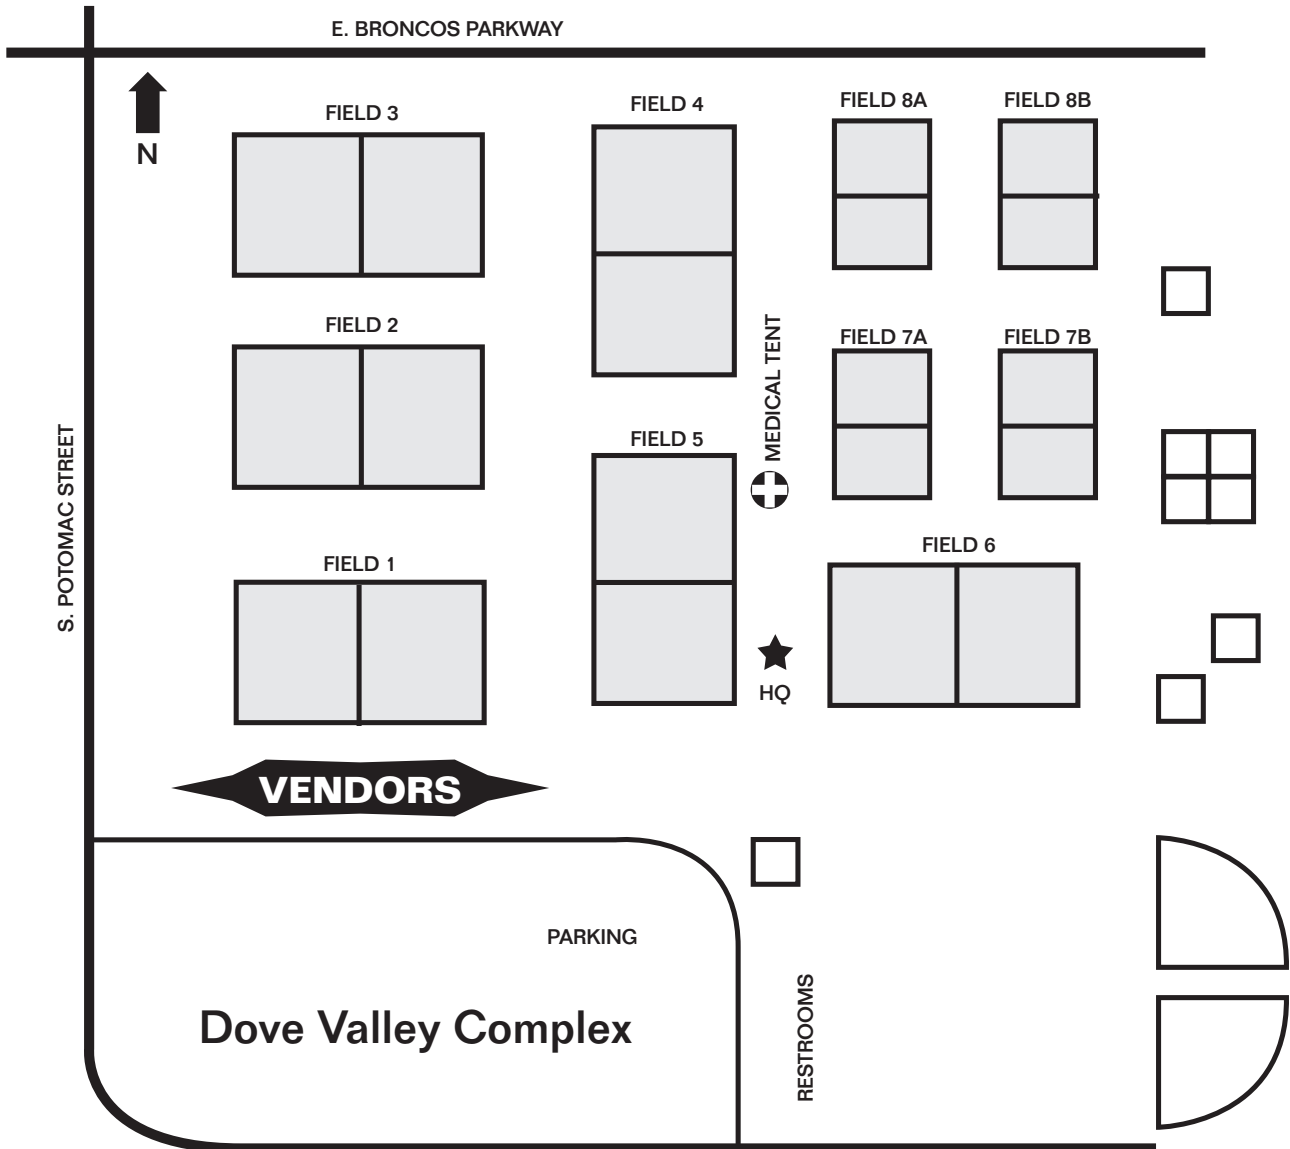 E. BRONCOS PARKWAY
N
FIELD 3
FIELD 4
FIELD 8A
FIELD 8B
FIELD 2
MEDICAL TENT
FIELD 7A
FIELD 7B
S. POTOMAC STREET
FIELD 5
FIELD 1
FIELD 6
HQ
VENDORS
PARKING
Dove Valley Complex
RESTROOMS